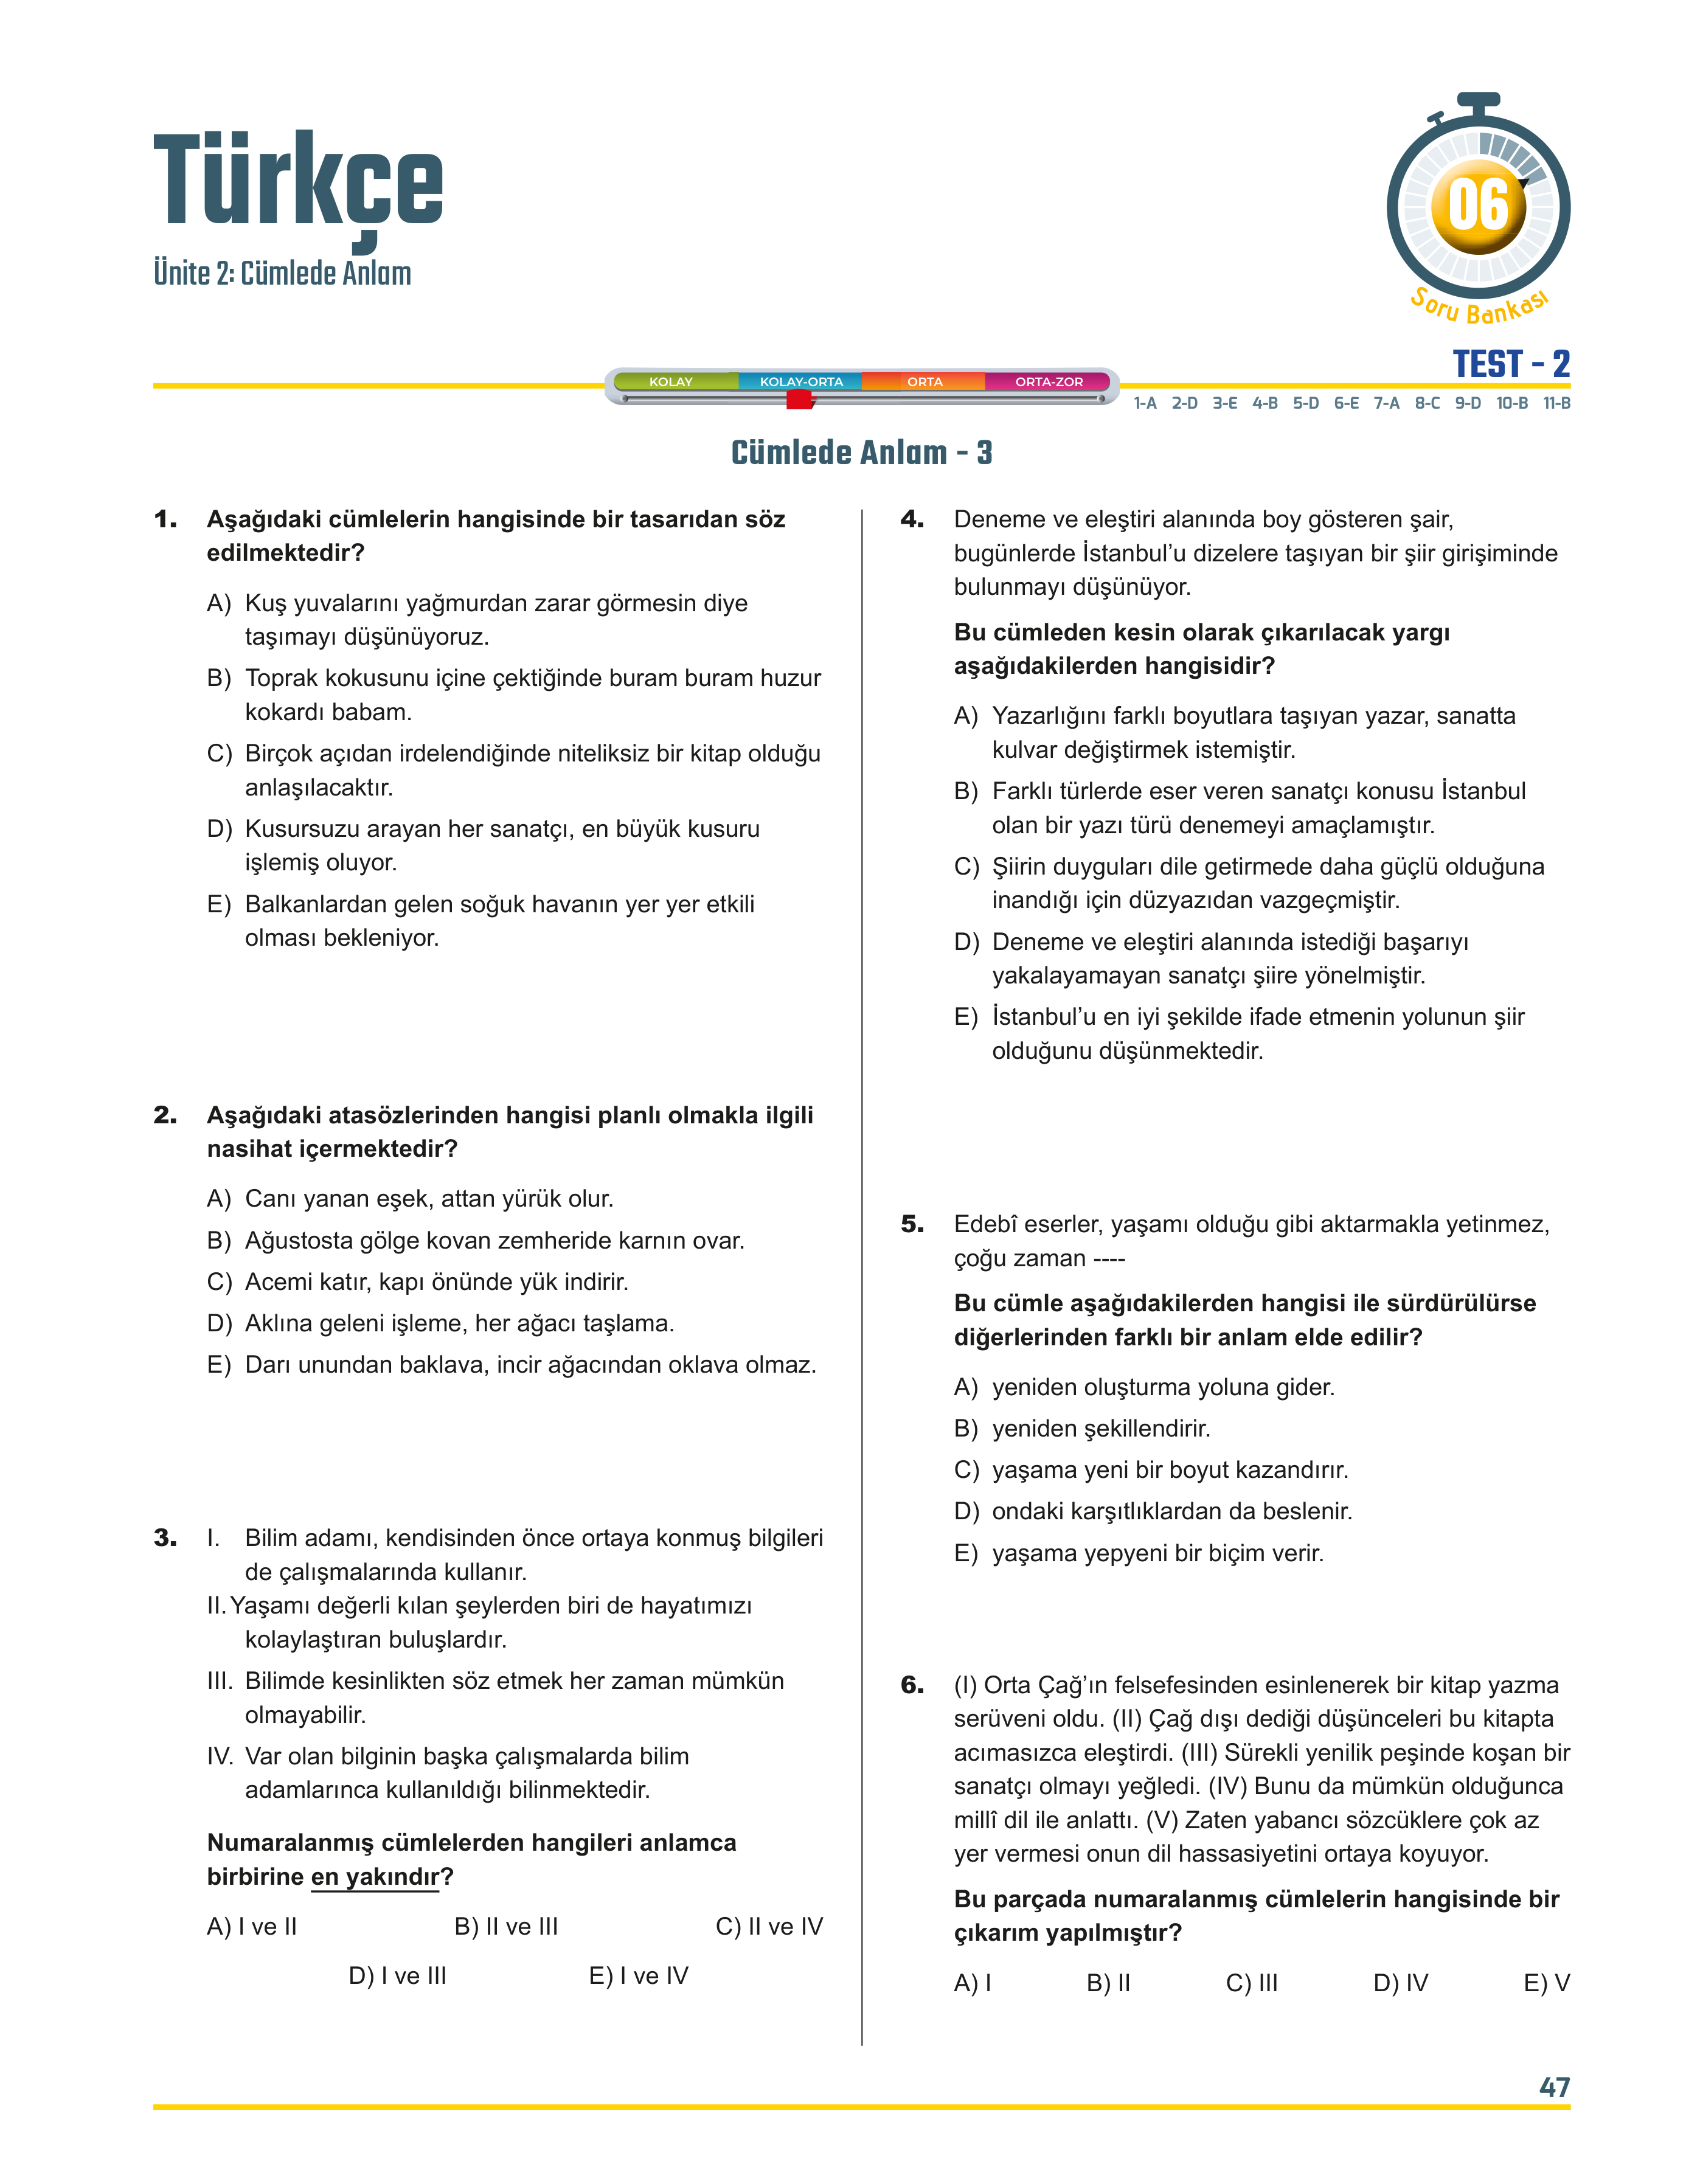 Türkçe
Ünite 2: Cümlede Anlam
06
Soru Bankası
TEST - 2
KOLAY KOLAY-ORTA ORTA ORTA-ZOR
1-A 2-D 3-E 4-B 5-D 6-E 7-A 8-C 9-D 10-B 11-B
Cümlede Anlam - 3
1. Aşağıdaki cümlelerin hangisinde bir tasarıdan söz
edilmektedir?
A) Kuş yuvalarını yağmurdan zarar görmesin diye
taşımayı düşünüyoruz.
B) Toprak kokusunu içine çektiğinde buram buram huzur
kokardı babam.
C) Birçok açıdan irdelendiğinde niteliksiz bir kitap olduğu
anlaşılacaktır.
D) Kusursuzu arayan her sanatçı, en büyük kusuru
işlemiş oluyor.
E) Balkanlardan gelen soğuk havanın yer yer etkili
olması bekleniyor.
2. Aşağıdaki atasözlerinden hangisi planlı olmakla ilgili
nasihat içermektedir?
A) Canı yanan eşek, attan yürük olur.
B) Ağustosta gölge kovan zemheride karnın ovar.
C) Acemi katır, kapı önünde yük indirir.
D) Aklına geleni işleme, her ağacı taşlama.
E) Darı unundan baklava, incir ağacından oklava olmaz.
3. I. Bilim adamı, kendisinden önce ortaya konmuş bilgileri
de çalışmalarında kullanır.
II. Yaşamı değerli kılan şeylerden biri de hayatımızı
kolaylaştıran buluşlardır.
III. Bilimde kesinlikten söz etmek her zaman mümkün
olmayabilir.
IV. Var olan bilginin başka çalışmalarda bilim
adamlarınca kullanıldığı bilinmektedir.
Numaralanmış cümlelerden hangileri anlamca
birbirine en yakındır?
A) I ve II B) II ve III C) II ve IV
D) I ve III E) I ve IV
4. Deneme ve eleştiri alanında boy gösteren şair,
bugünlerde İstanbul’u dizelere taşıyan bir şiir girişiminde
bulunmayı düşünüyor.
Bu cümleden kesin olarak çıkarılacak yargı
aşağıdakilerden hangisidir?
A) Yazarlığını farklı boyutlara taşıyan yazar, sanatta
kulvar değiştirmek istemiştir.
B) Farklı türlerde eser veren sanatçı konusu İstanbul
olan bir yazı türü denemeyi amaçlamıştır.
C) Şiirin duyguları dile getirmede daha güçlü olduğuna
inandığı için düzyazıdan vazgeçmiştir.
D) Deneme ve eleştiri alanında istediği başarıyı
yakalayamayan sanatçı şiire yönelmiştir.
E) İstanbul’u en iyi şekilde ifade etmenin yolunun şiir
olduğunu düşünmektedir.
5. Edebî eserler, yaşamı olduğu gibi aktarmakla yetinmez,
çoğu zaman ----
Bu cümle aşağıdakilerden hangisi ile sürdürülürse
diğerlerinden farklı bir anlam elde edilir?
A) yeniden oluşturma yoluna gider.
B) yeniden şekillendirir.
C) yaşama yeni bir boyut kazandırır.
D) ondaki karşıtlıklardan da beslenir.
E) yaşama yepyeni bir biçim verir.
6. (I) Orta Çağ’ın felsefesinden esinlenerek bir kitap yazma
serüveni oldu. (II) Çağ dışı dediği düşünceleri bu kitapta
acımasızca eleştirdi. (III) Sürekli yenilik peşinde koşan bir
sanatçı olmayı yeğledi. (IV) Bunu da mümkün olduğunca
millî dil ile anlattı. (V) Zaten yabancı sözcüklere çok az
yer vermesi onun dil hassasiyetini ortaya koyuyor.
Bu parçada numaralanmış cümlelerin hangisinde bir
çıkarım yapılmıştır?
A) I B) II C) III D) IV E) V
47